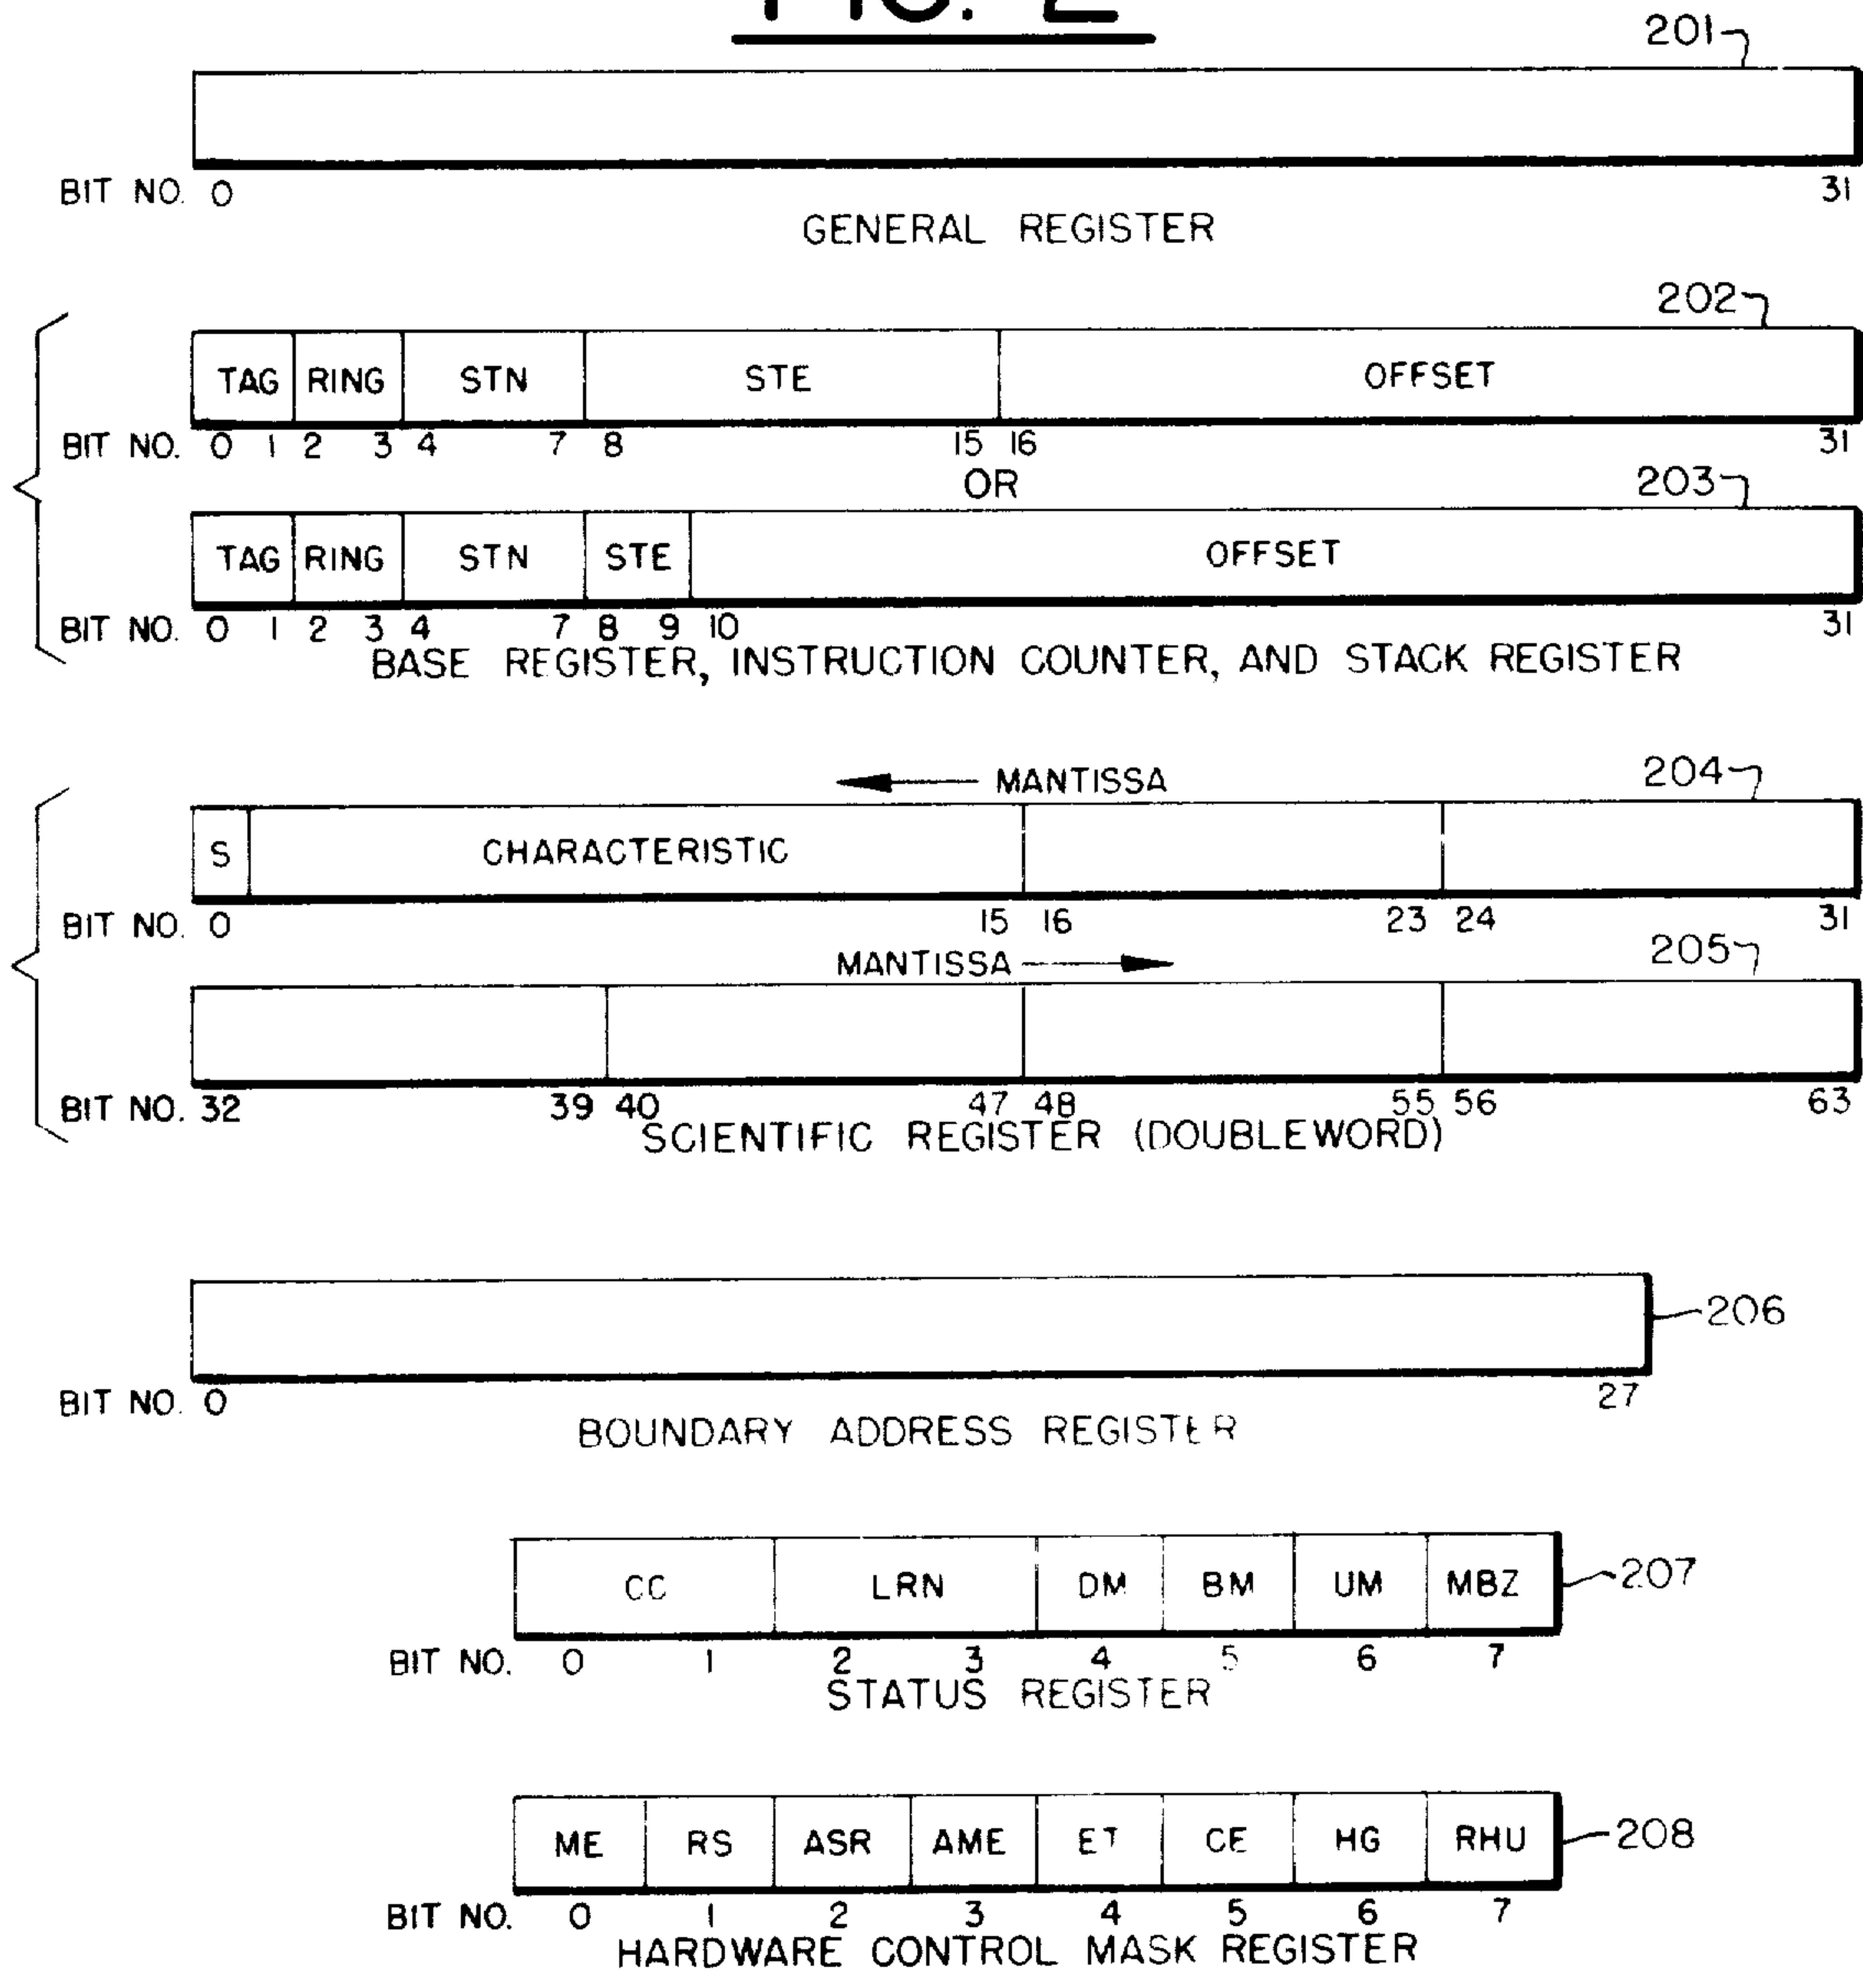 FIG. 2
201
BIT NO. 0 31
GENERAL REGISTER
202
TAG RING STN STE OFFSET
BIT NO. 0 1 2 3 4 7 8 15 16 31
OR
203
TAG RING STN STE OFFSET
BIT NO. 0 1 2 3 4 7 8 9 10 31
BASE REGISTER, INSTRUCTION COUNTER, AND STACK REGISTER
MANTISSA 204
S CHARACTERISTIC
BIT NO. 0 15 16 23 24 31
MANTISSA 205
BIT NO. 32 39 40 47 48 55 56 63
SCIENTIFIC REGISTER (DOUBLEWORD)
206
BIT NO. 0 27
BOUNDARY ADDRESS REGISTER
CC LRN DM BM UM MBZ 207
BIT NO. 0 1 2 3 4 5 6 7
STATUS REGISTER
ME RS ASR AME ET CE HG RHU 208
BIT NO. 0 1 2 3 4 5 6 7
HARDWARE CONTROL MASK REGISTER